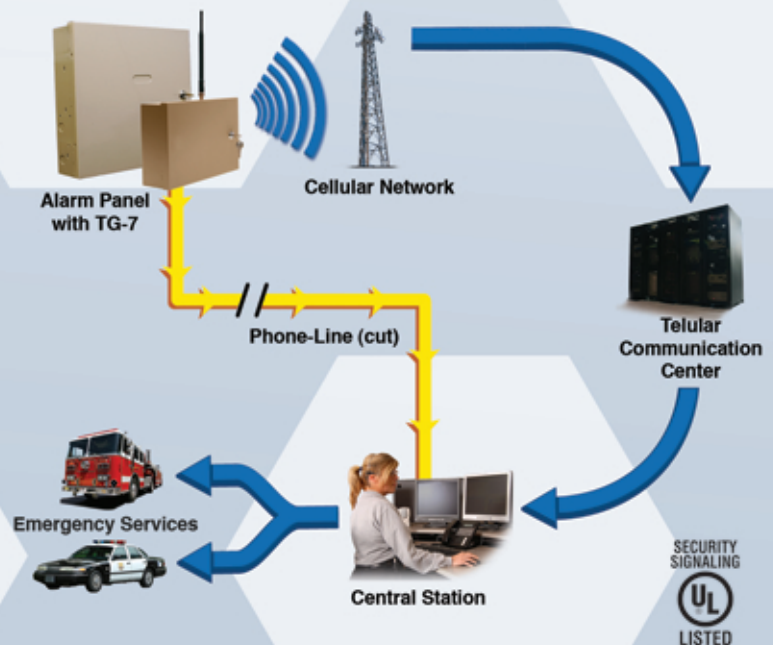 Alarm Panel
with TG-7
Cellular Network
Phone-Line (cut)
Telular
Communication
Center
Emergency Services
Central Station
SECURITY
SIGNALING
UL
LISTED